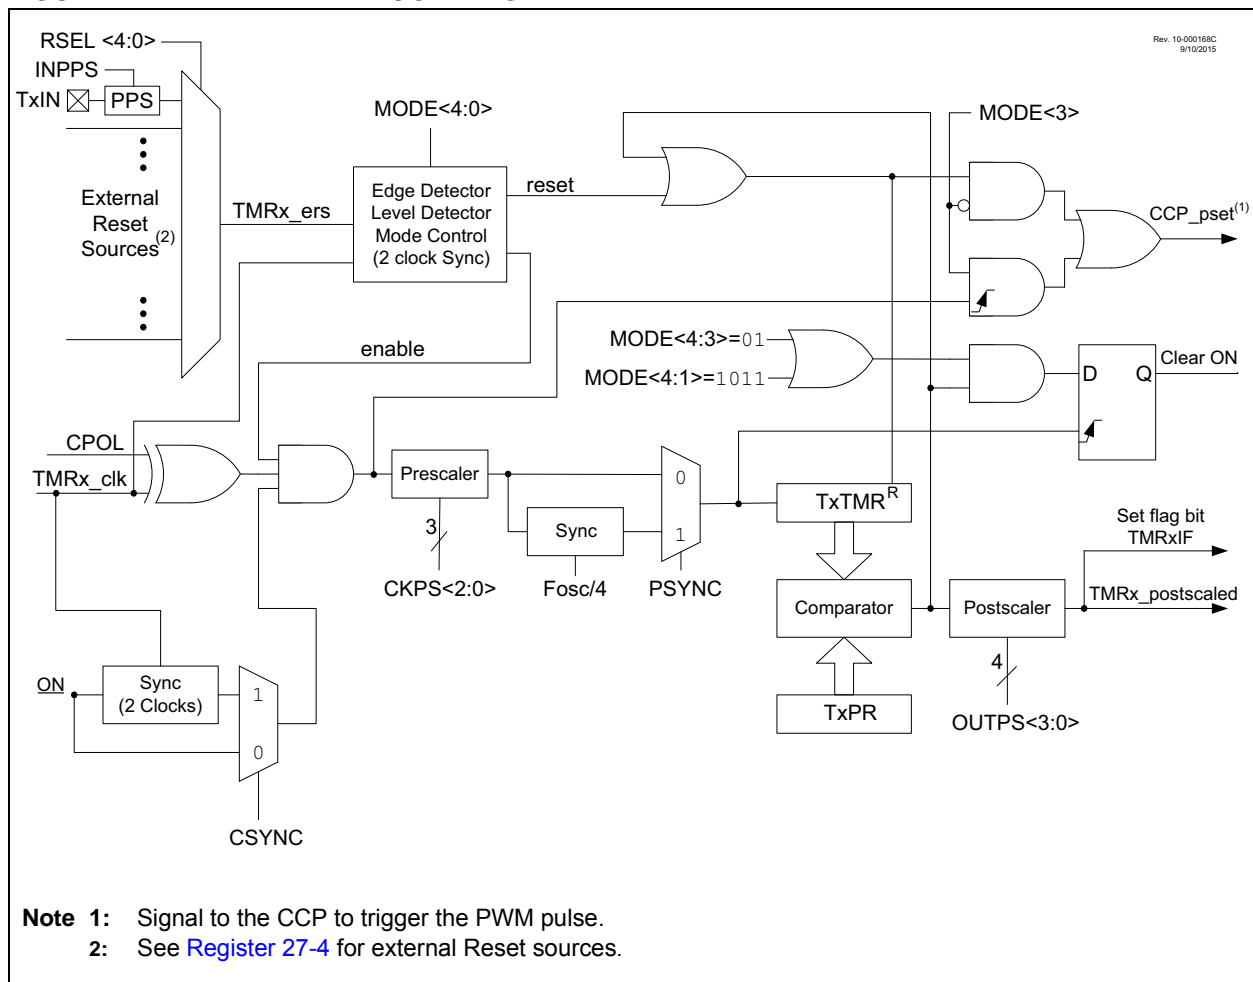 Rev. 10-000168C
9/10/2015
RSEL <4:0>
INPPS
TxIN
PPS
External
Reset
Sources(2)
TMRx_ers
MODE<4:0>
Edge Detector
Level Detector
Mode Control
(2 clock Sync)
reset
enable
MODE<3>
CCP_pset(1)
MODE<4:3>=01
MODE<4:1>=1011
D
Q
Clear ON
CPOL
TMRx_clk
Prescaler
3
CKPS<2:0>
Sync
Fosc/4
0
1
PSYNC
TxTMR
R
Comparator
TxPR
Postscaler
4
OUTPS<3:0>
Set flag bit
TMRxIF
TMRx_postscaled
ON
Sync
(2 Clocks)
1
0
CSYNC
Note 1: Signal to the CCP to trigger the PWM pulse.
2: See Register 27-4 for external Reset sources.